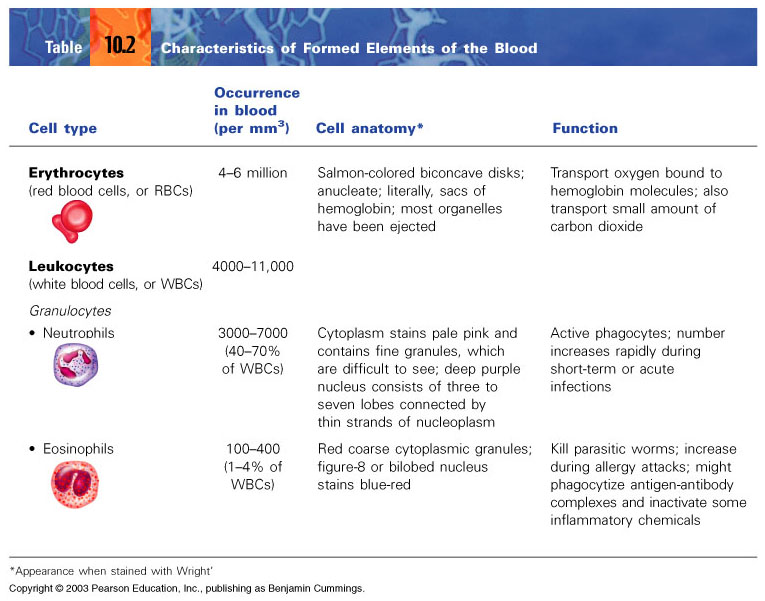 Table 10.2 Characteristics of Formed Elements of the Blood
Occurrence
in blood
Cell type (per mm³) Cell anatomy* Function
Erythrocytes 4–6 million Salmon-colored biconcave disks; Transport oxygen bound to
(red blood cells, or RBCs) anucleate; literally, sacs of hemoglobin molecules; also
hemoglobin; most organelles transport small amount of
have been ejected carbon dioxide
Leukocytes 4000–11,000
(white blood cells, or WBCs)
Granulocytes
• Neutrophils 3000–7000 Cytoplasm stains pale pink and Active phagocytes; number
(40–70% contains fine granules, which increases rapidly during
of WBCs) are difficult to see; deep purple short-term or acute
nucleus consists of three to infections
seven lobes connected by
thin strands of nucleoplasm
• Eosinophils 100–400 Red coarse cytoplasmic granules; Kill parasitic worms; increase
(1–4% of figure-8 or bilobed nucleus during allergy attacks; might
WBCs) stains blue-red phagocytize antigen-antibody
complexes and inactivate some
inflammatory chemicals
*Appearance when stained with Wright’
Copyright © 2003 Pearson Education, Inc., publishing as Benjamin Cummings.